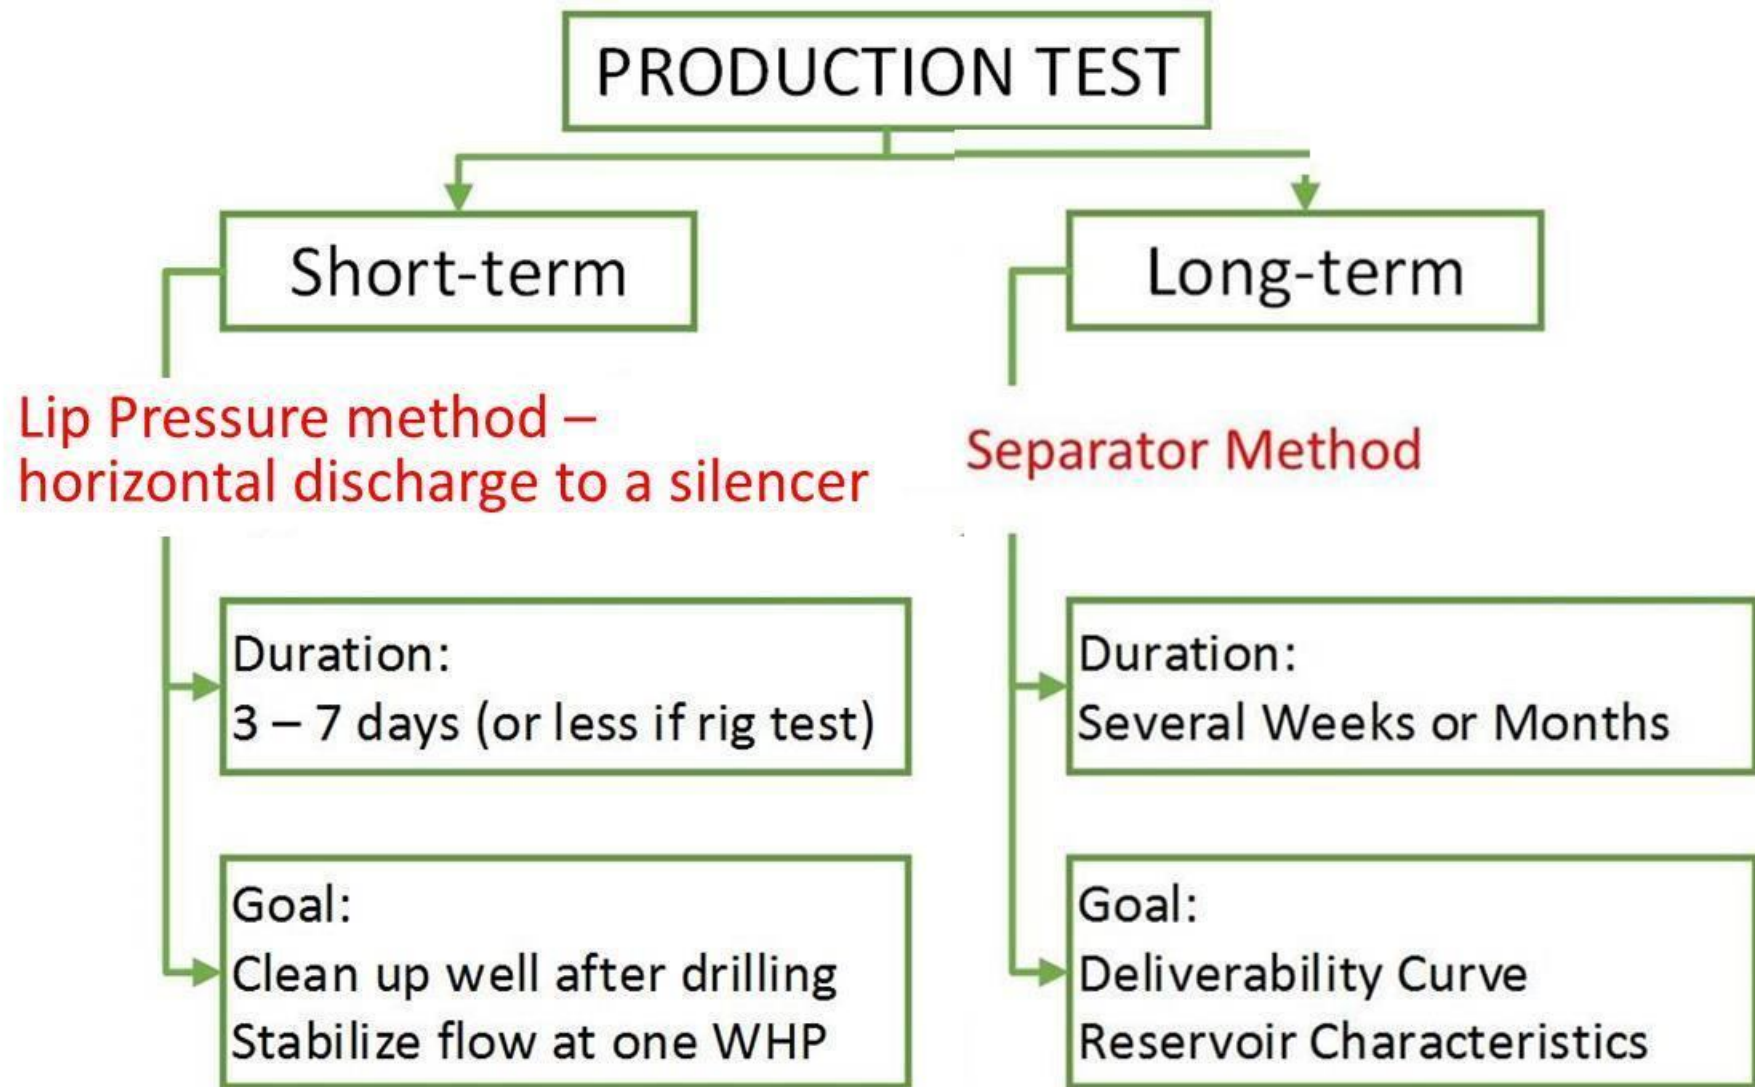 PRODUCTION TEST
Short-term
Long-term
Lip Pressure method –
horizontal discharge to a silencer
Separator Method
Duration:
3 – 7 days (or less if rig test)
Duration:
Several Weeks or Months
Goal:
Clean up well after drilling
Stabilize flow at one WHP
Goal:
Deliverability Curve
Reservoir Characteristics